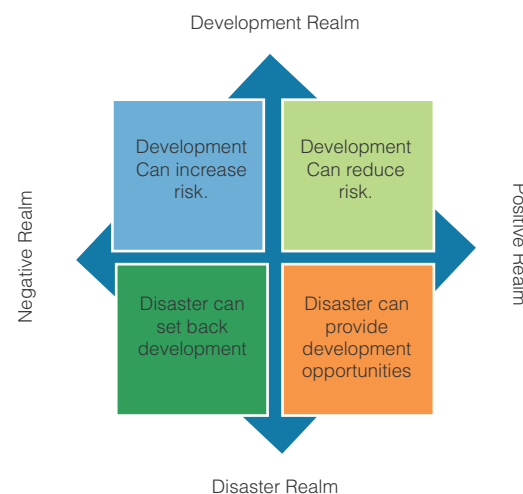 Development Realm
Development
Can increase
risk.
Development
Can reduce
risk.
Negative Realm
Positive Realm
Disaster can
set back
development
Disaster can
provide
development
opportunities
Disaster Realm